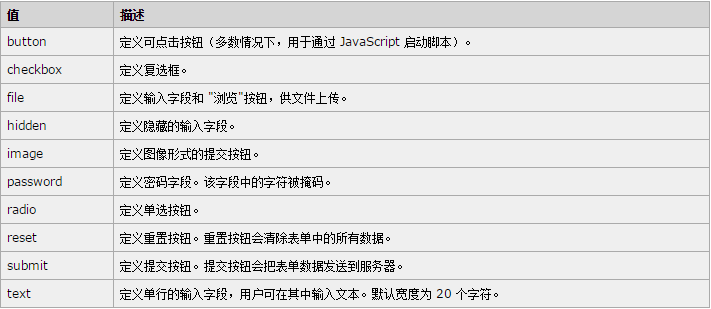 值 描述
button 定义可点击按钮（多数情况下，用于通过 JavaScript 启动脚本）。
checkbox 定义复选框。
file 定义输入字段和 "浏览"按钮，供文件上传。
hidden 定义隐藏的输入字段。
image 定义图像形式的提交按钮。
password 定义密码字段。该字段中的字符被掩码。
radio 定义单选按钮。
reset 定义重置按钮。重置按钮会清除表单中的所有数据。
submit 定义提交按钮。提交按钮会把表单数据发送到服务器。
text 定义单行的输入字段，用户可在其中输入文本。默认宽度为 20 个字符。